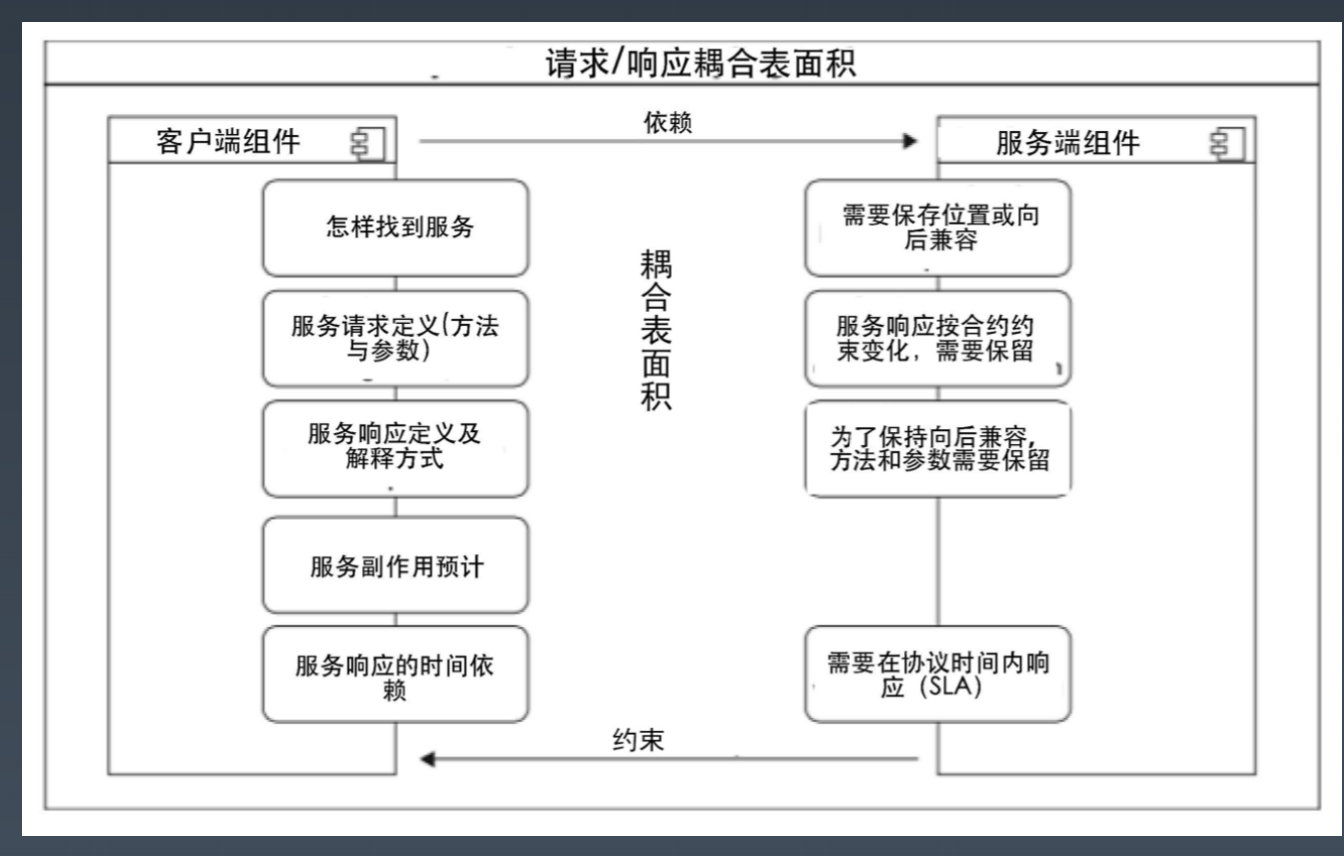 请求/响应耦合表面积
依赖
客户端组件
服务端组件
怎样找到服务
需要保存位置或向
后兼容
耦
合
表
面
积
服务请求定义(方法
与参数)
服务响应按合约约
束变化，需要保留
服务响应定义及
解释方式
为了保持向后兼容，
方法和参数需要保留
服务副作用预计
服务响应的时间依
赖
需要在协议时间内响
应（SLA）
约束